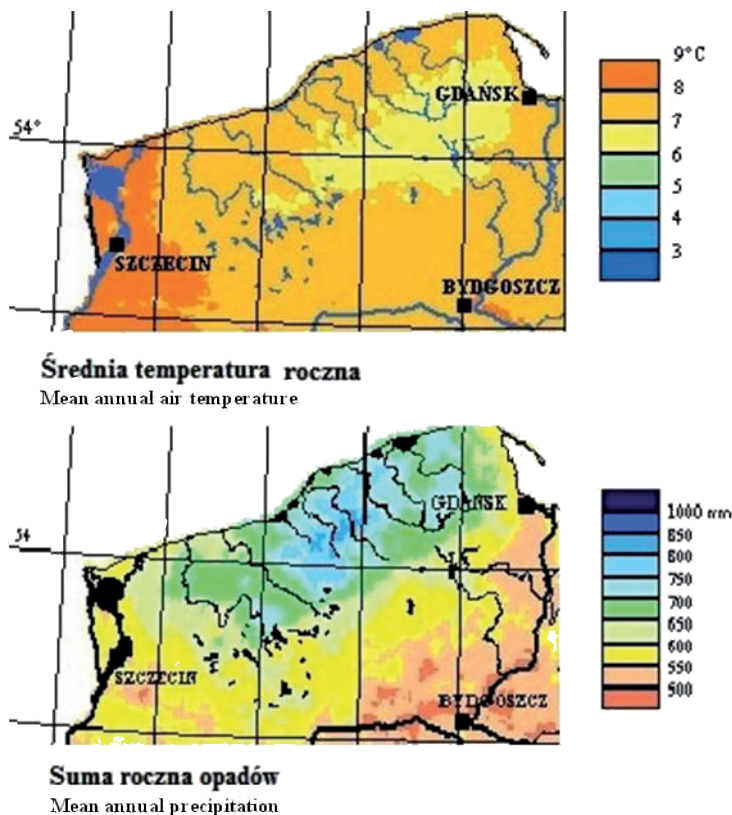 9°C
8
GDAŃSK
7
54°
6
5
4
SZCZECIN
3
BYDGOSZCZ
Średnia temperatura roczna
Mean annual air temperature
GDAŃSK
1000 mm
850
54
800
750
700
650
600
SZCZECIN
550
BYDGOSZCZ
500
Suma roczna opadów
Mean annual precipitation